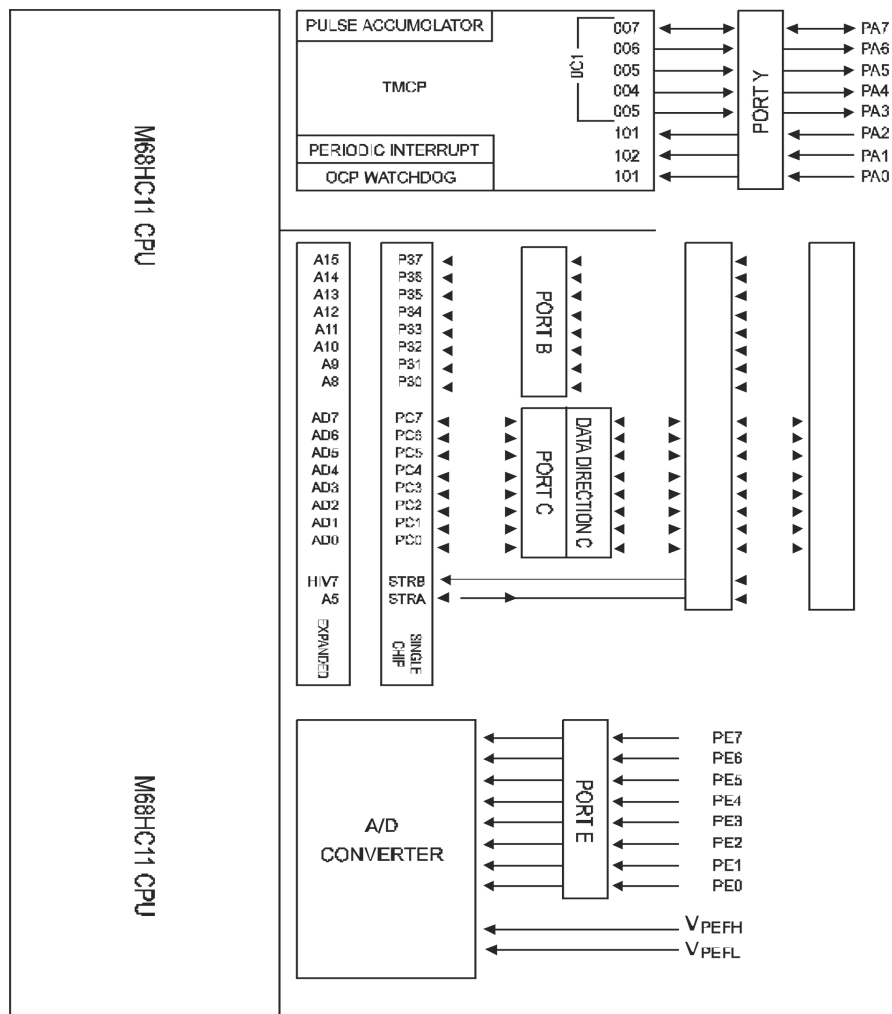 PULSE ACCUMOLATOR
TMCP
PERIODIC INTERRUPT
OCP WATCHDOG
OC1
007
006
005
004
005
101
102
101
PORT Y
PA7
PA6
PA5
PA4
PA3
PA2
PA1
PA0
M68HC11 CPU
A15
A14
A13
A12
A11
A10
A9
A8
AD7
AD6
AD5
AD4
AD3
AD2
AD1
AD0
HIV7
A5
EXPANDED
P37
P36
P35
P34
P33
P32
P31
P30
PC7
PC6
PC5
PC4
PC3
PC2
PC1
PC0
STRB
STRA
SINGLE
CHIP
PORT B
PORT C
DATA DIRECTION C
M68HC11 CPU
A/D
CONVERTER
PORT E
PE7
PE6
PE5
PE4
PE3
PE2
PE1
PE0
VPEFH
VPEFL